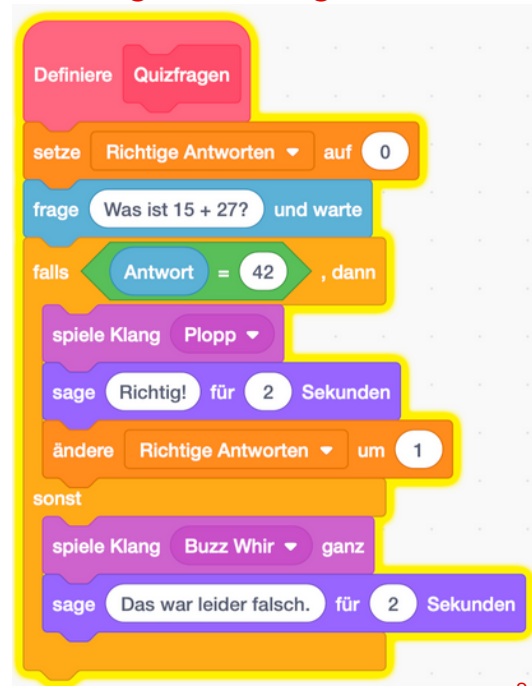 Definiere Quizfragen
setze Richtige Antworten auf 0
frage Was ist 15 + 27? und warte
falls Antwort = 42 , dann
spiele Klang Plopp
sage Richtig! für 2 Sekunden
ändere Richtige Antworten um 1
sonst
spiele Klang Buzz Whir ganz
sage Das war leider falsch. für 2 Sekunden